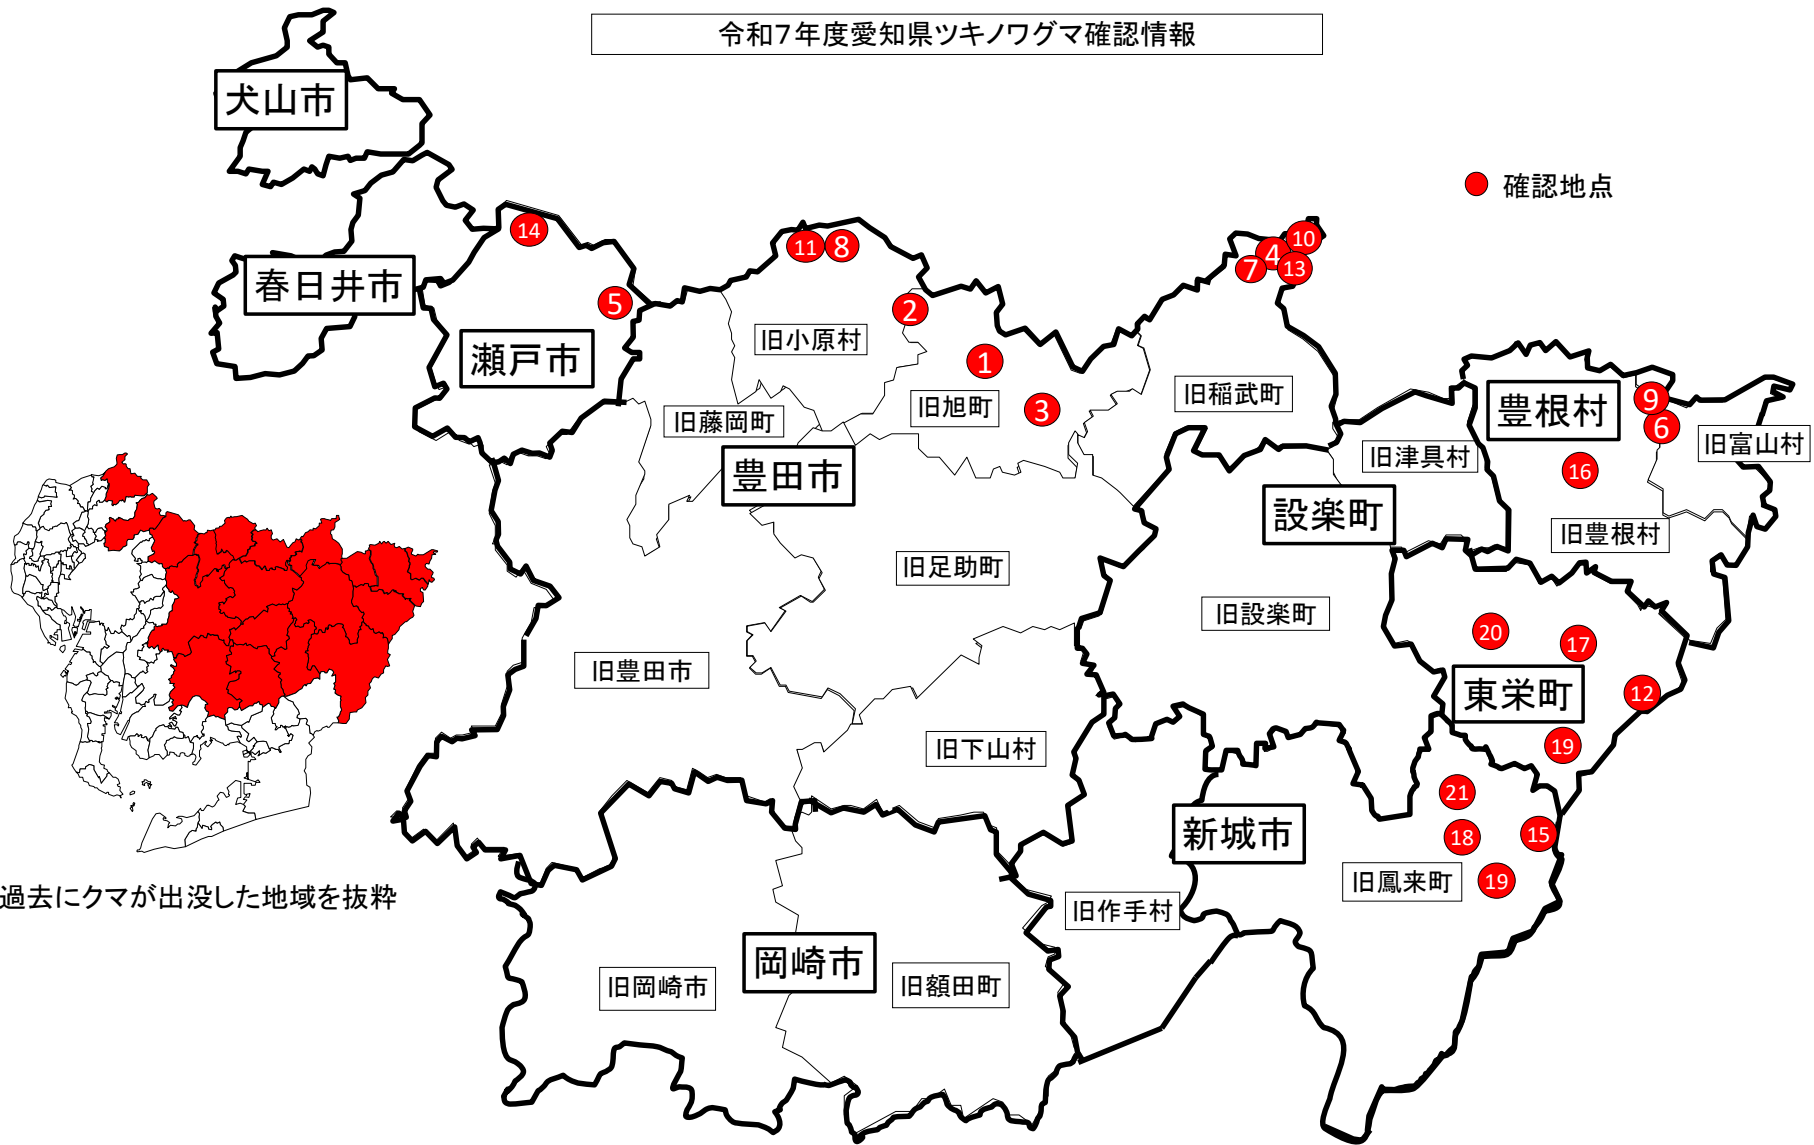 令和7年度愛知県ツキノワグマ確認情報
犬山市
確認地点
14
11
8
10
4
7
13
春日井市
5
2
旧小原村
瀬戸市
1
旧稲武町
旧旭町
3
旧藤岡町
豊根村
9
6
旧富山村
旧津具村
豊田市
16
設楽町
旧豊根村
旧足助町
旧設楽町
20
17
旧豊田市
東栄町
12
旧下山村
19
21
新城市
18
15
旧鳳来町
19
過去にクマが出没した地域を抜粋
旧作手村
岡崎市
旧岡崎市
旧額田町